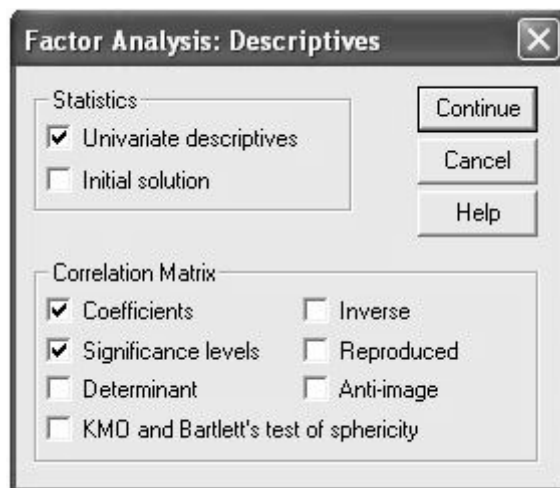 Factor Analysis: Descriptives
Statistics
Univariate descriptives
Initial solution
Continue
Cancel
Help
Correlation Matrix
Coefficients
Inverse
Significance levels
Reproduced
Determinant
Anti-image
KMO and Bartlett's test of sphericity